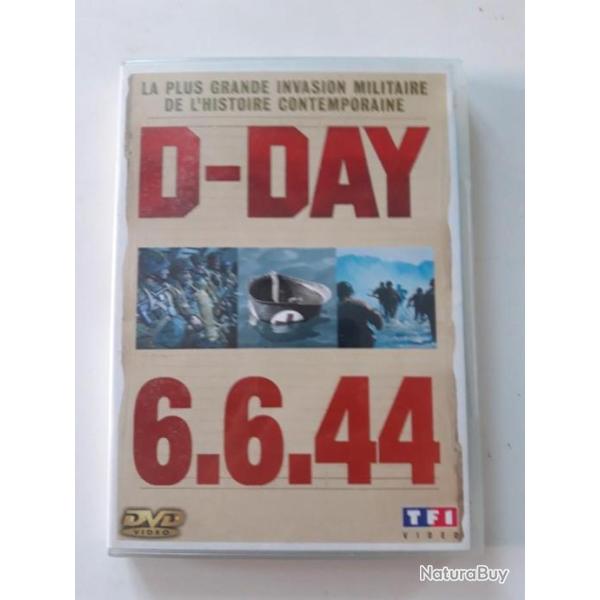 LA PLUS GRANDE INVASION MILITAIRE
DE L'HISTOIRE CONTEMPORAINE
D-DAY
6.6.44
DVD
VIDEO
TF1
VIDEO
NaturaBuy